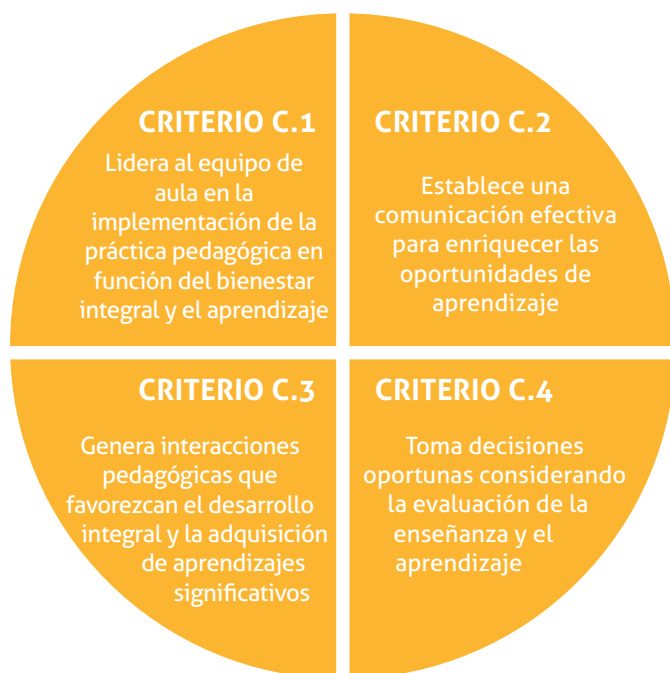 CRITERIO C.1
Lidera al equipo de
aula en la
implementación de la
práctica pedagógica en
función del bienestar
integral y el aprendizaje
CRITERIO C.2
Establece una
comunicación efectiva
para enriquecer las
oportunidades de
aprendizaje
CRITERIO C.3
Genera interacciones
pedagógicas que
favorezcan el desarrollo
integral y la adquisición
de aprendizajes
significativos
CRITERIO C.4
Toma decisiones
oportunas considerando
la evaluación de la
enseñanza y el
aprendizaje